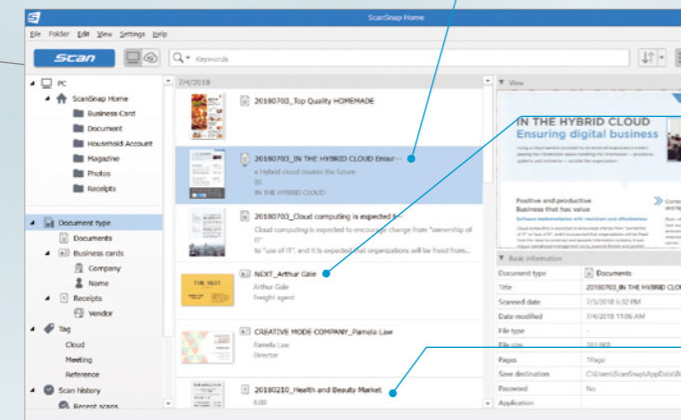 ScanSnap Home
File Folder Edit View Settings Help
Scan
Keywords
PC
ScanSnap Home
Business Card
Document
Household Account
Magazine
Photos
Receipts
Document type
Documents
Business cards
Company
Name
Receipts
Vendor
Tag
Cloud
Meeting
Reference
Scan history
Recent scans
2/4/2018
20180703_Top Quality HOMEMADE
20180703_IN THE HYBRID CLOUD Ensur···
a Hybrid cloud creates the future
IN THE HYBRID CLOUD
20180703_Cloud computing is expected t···
Cloud computing is expected to encourage change from "ownership of
IT"
to "use of IT", and it is expected that organizations will be freed from...
NEXT_Arthur Gale
Arthur Gale
freight agent
CREATIVE MODE COMPANY_Pamela Law
Pamela Law
Director
20180210_Health and Beauty Market
6.00
View
IN THE HYBRID CLOUD
Ensuring digital business
Positive and productive
Business that has value
Basic information
Document type Documents
Title 20180703_IN THE HYBRID CLO
Scanned date 7/3/2018 6:32 PM
Date modified 7/4/2018 11:06 AM
File type -
File size
Pages 1Page
Save destination C:\Users\ScanSnap\AppData\R
Password No
Application